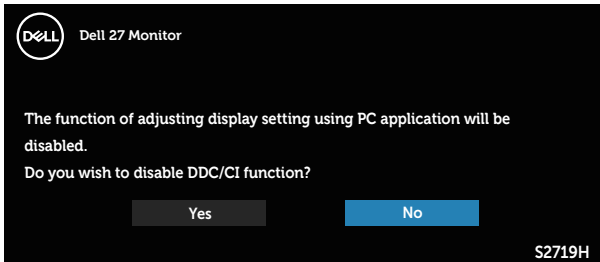 DELL
Dell 27 Monitor
The function of adjusting display setting using PC application will be
disabled.
Do you wish to disable DDC/CI function?
Yes
No
S2719H